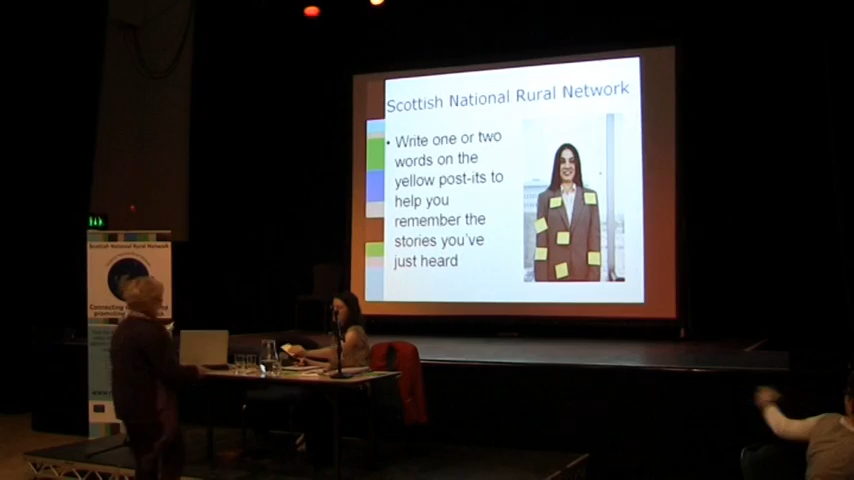 Scottish National Rural Network
• Write one or two
words on the
yellow post-its to
help you
remember the
stories you've
just heard
Scottish National Rural Network
Connecting
promoting